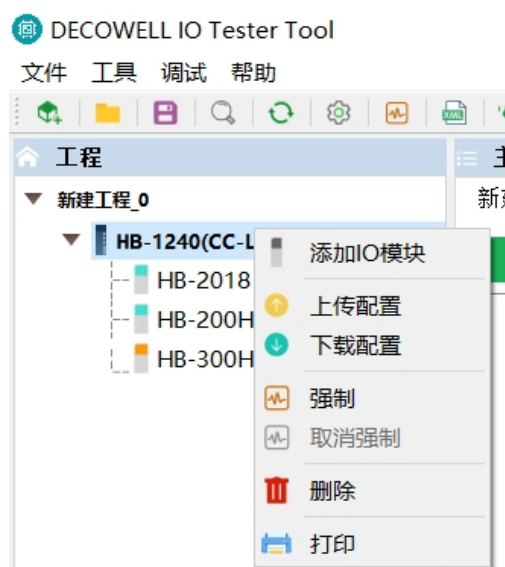 DECOWELL IO Tester Tool
文件 工具 调试 帮助
XML
工程
新建工程_0
HB-1240(CC-L
HB-2018
HB-200H
HB-300H
添加IO模块
上传配置
下载配置
强制
取消强制
删除
打印